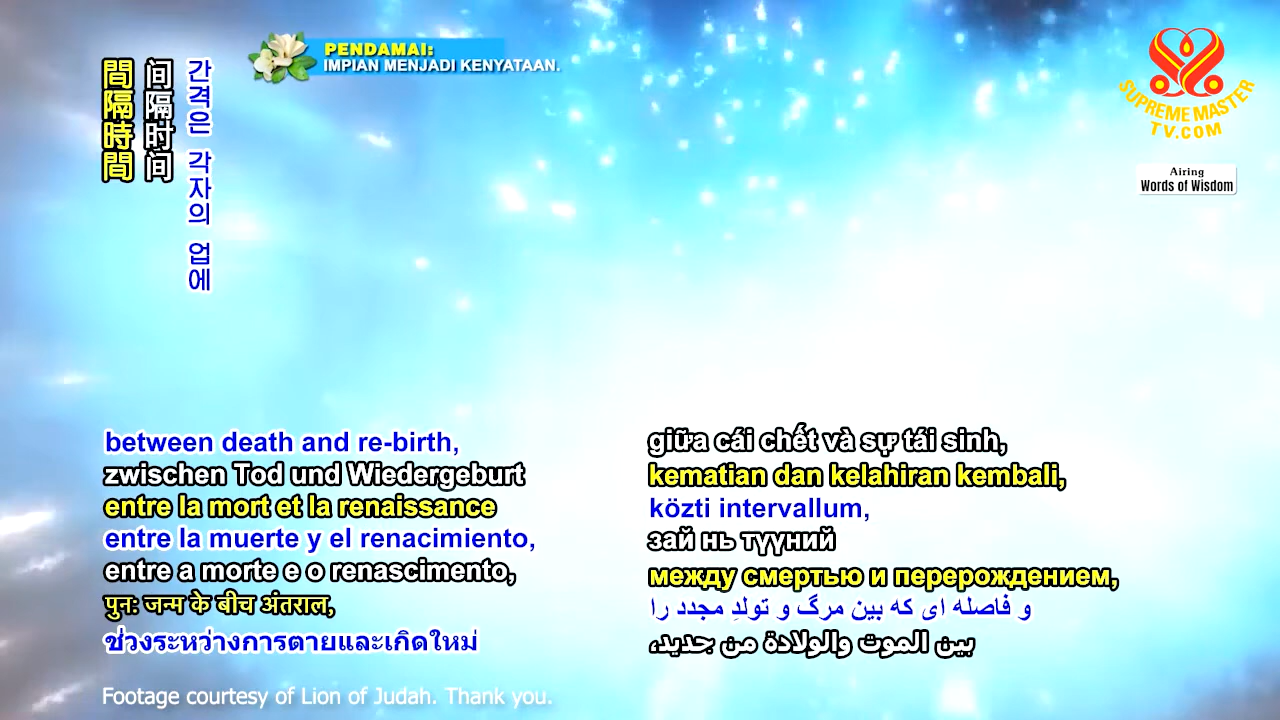 間隔時間
间隔时间
간격은 각자의 업에
PENDAMAI:
IMPIAN MENJADI KENYATAAN.
SUPREME MASTER
TV.COM
Airing
Words of Wisdom
between death and re-birth,
zwischen Tod und Wiedergeburt
entre la mort et la renaissance
entre la muerte y el renacimiento,
entre a morte e o renascimento,
पुनः जन्म के बीच अंतराल,
ช่วงระหว่างการตายและเกิดใหม่
giữa cái chết và sự tái sinh,
kematian dan kelahiran kembali,
közti intervallum,
зай нь түүний
между смертью и перерождением,
و فاصله ای که بین مرگ و تولدِ مجدد را
بين الموت والولادة من جديد،
Footage courtesy of Lion of Judah. Thank you.